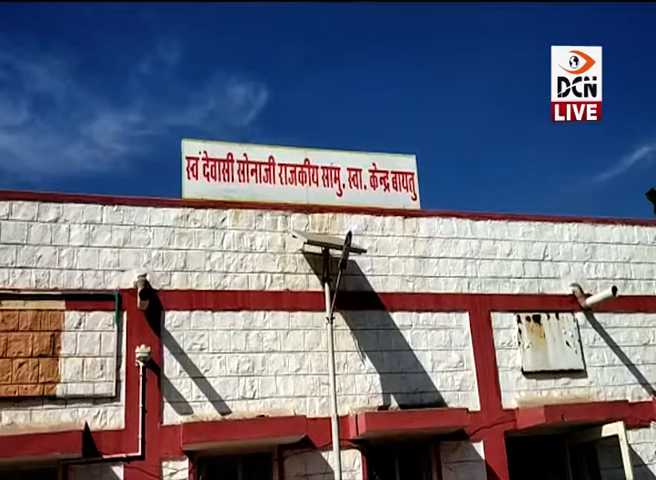 DCN
LIVE
स्वं देवासी सोनाजी राजकीय सामु. स्वा. केन्द्र बायतु